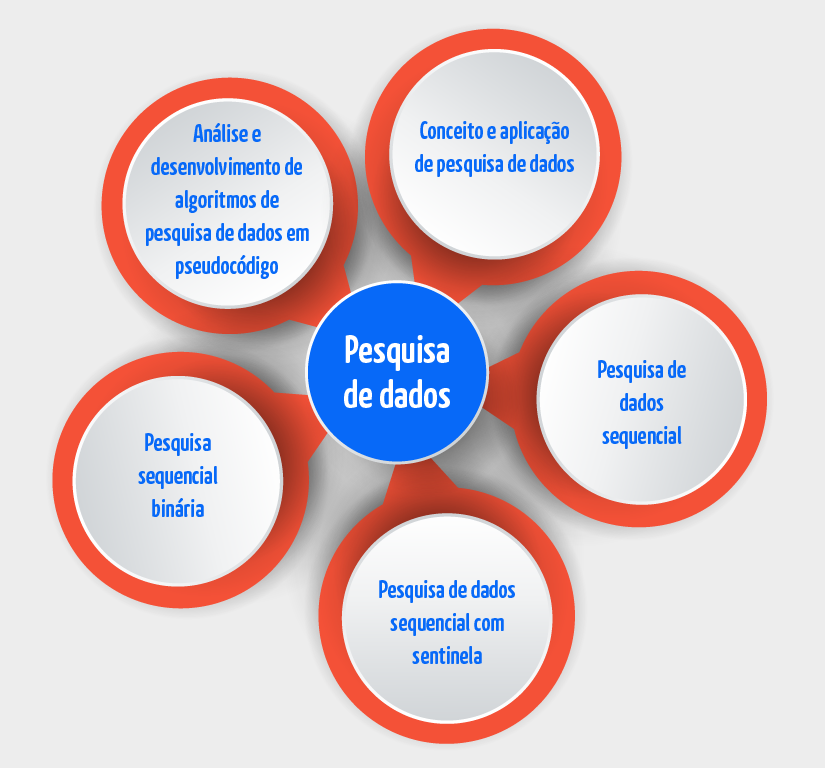 Análise e
desenvolvimento de
algoritmos de
pesquisa de dados em
pseudocódigo
Conceito e aplicação
de pesquisa de dados
Pesquisa
de dados
Pesquisa de
dados
sequencial
Pesquisa
sequencial
binária
Pesquisa de dados
sequencial com
sentinela